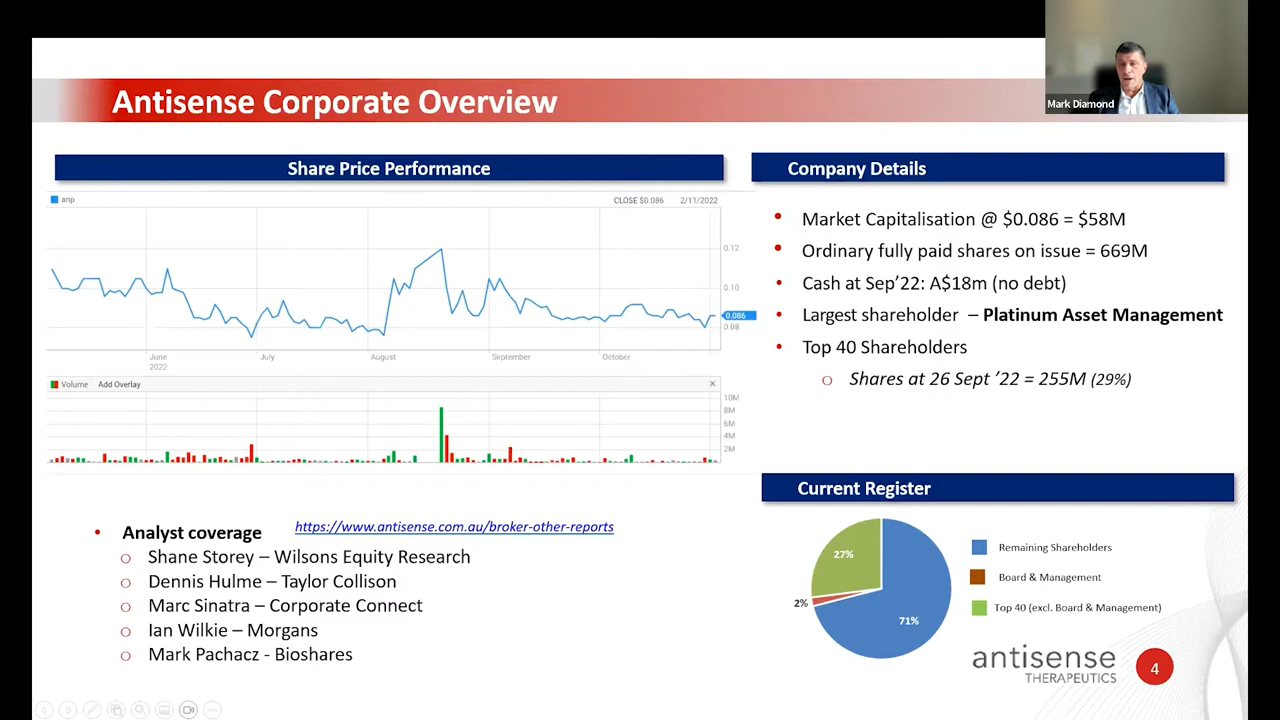 Mark Diamond
Antisense Corporate Overview
Share Price Performance
anp
CLOSE $0.086
2/11/2022
0.12
0.10
0.086
0.08
June
2022
July
August
September
October
Volume
Add Overlay
×
10M
8M
6M
4M
2M
• Analyst coverage
https://www.antisense.com.au/broker-other-reports
o Shane Storey – Wilsons Equity Research
o Dennis Hulme – Taylor Collison
o Marc Sinatra – Corporate Connect
o Ian Wilkie – Morgans
o Mark Pachacz - Bioshares
Company Details
• Market Capitalisation @ $0.086 = $58M
• Ordinary fully paid shares on issue = 669M
• Cash at Sep’22: A$18m (no debt)
• Largest shareholder – Platinum Asset Management
• Top 40 Shareholders
o Shares at 26 Sept ’22 = 255M (29%)
Current Register
27%
2%
71%
Remaining Shareholders
Board & Management
Top 40 (excl. Board & Management)
antisense
THERAPEUTICS
4